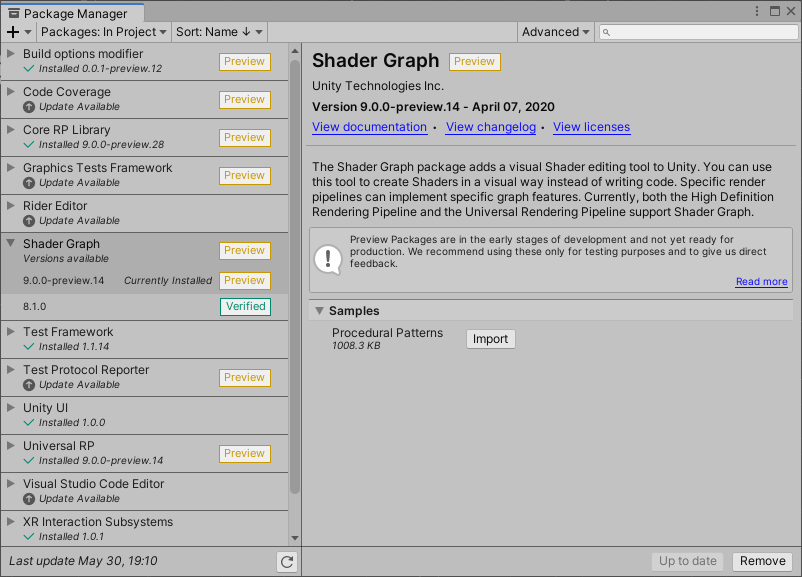 Package Manager
Packages: In Project
Sort: Name ↓
Advanced
Build options modifier
Preview
Installed 0.0.1-preview.12
Code Coverage
Preview
Update Available
Core RP Library
Preview
Installed 9.0.0-preview.28
Graphics Tests Framework
Preview
Update Available
Rider Editor
Update Available
Shader Graph
Preview
Versions available
9.0.0-preview.14 Currently Installed Preview
8.1.0 Verified
Test Framework
Installed 1.1.14
Test Protocol Reporter
Preview
Update Available
Unity UI
Installed 1.0.0
Universal RP
Preview
Installed 9.0.0-preview.14
Visual Studio Code Editor
Update Available
XR Interaction Subsystems
Installed 1.0.1
Last update May 30, 19:10
Shader Graph Preview
Unity Technologies Inc.
Version 9.0.0-preview.14 - April 07, 2020
View documentation • View changelog • View licenses
The Shader Graph package adds a visual Shader editing tool to Unity. You can use
this tool to create Shaders in a visual way instead of writing code. Specific render
pipelines can implement specific graph features. Currently, both the High Definition
Rendering Pipeline and the Universal Rendering Pipeline support Shader Graph.
Preview Packages are in the early stages of development and not yet ready for
production. We recommend using these only for testing purposes and to give us direct
feedback.
Read more
Samples
Procedural Patterns
Import
1008.3 KB
Up to date
Remove